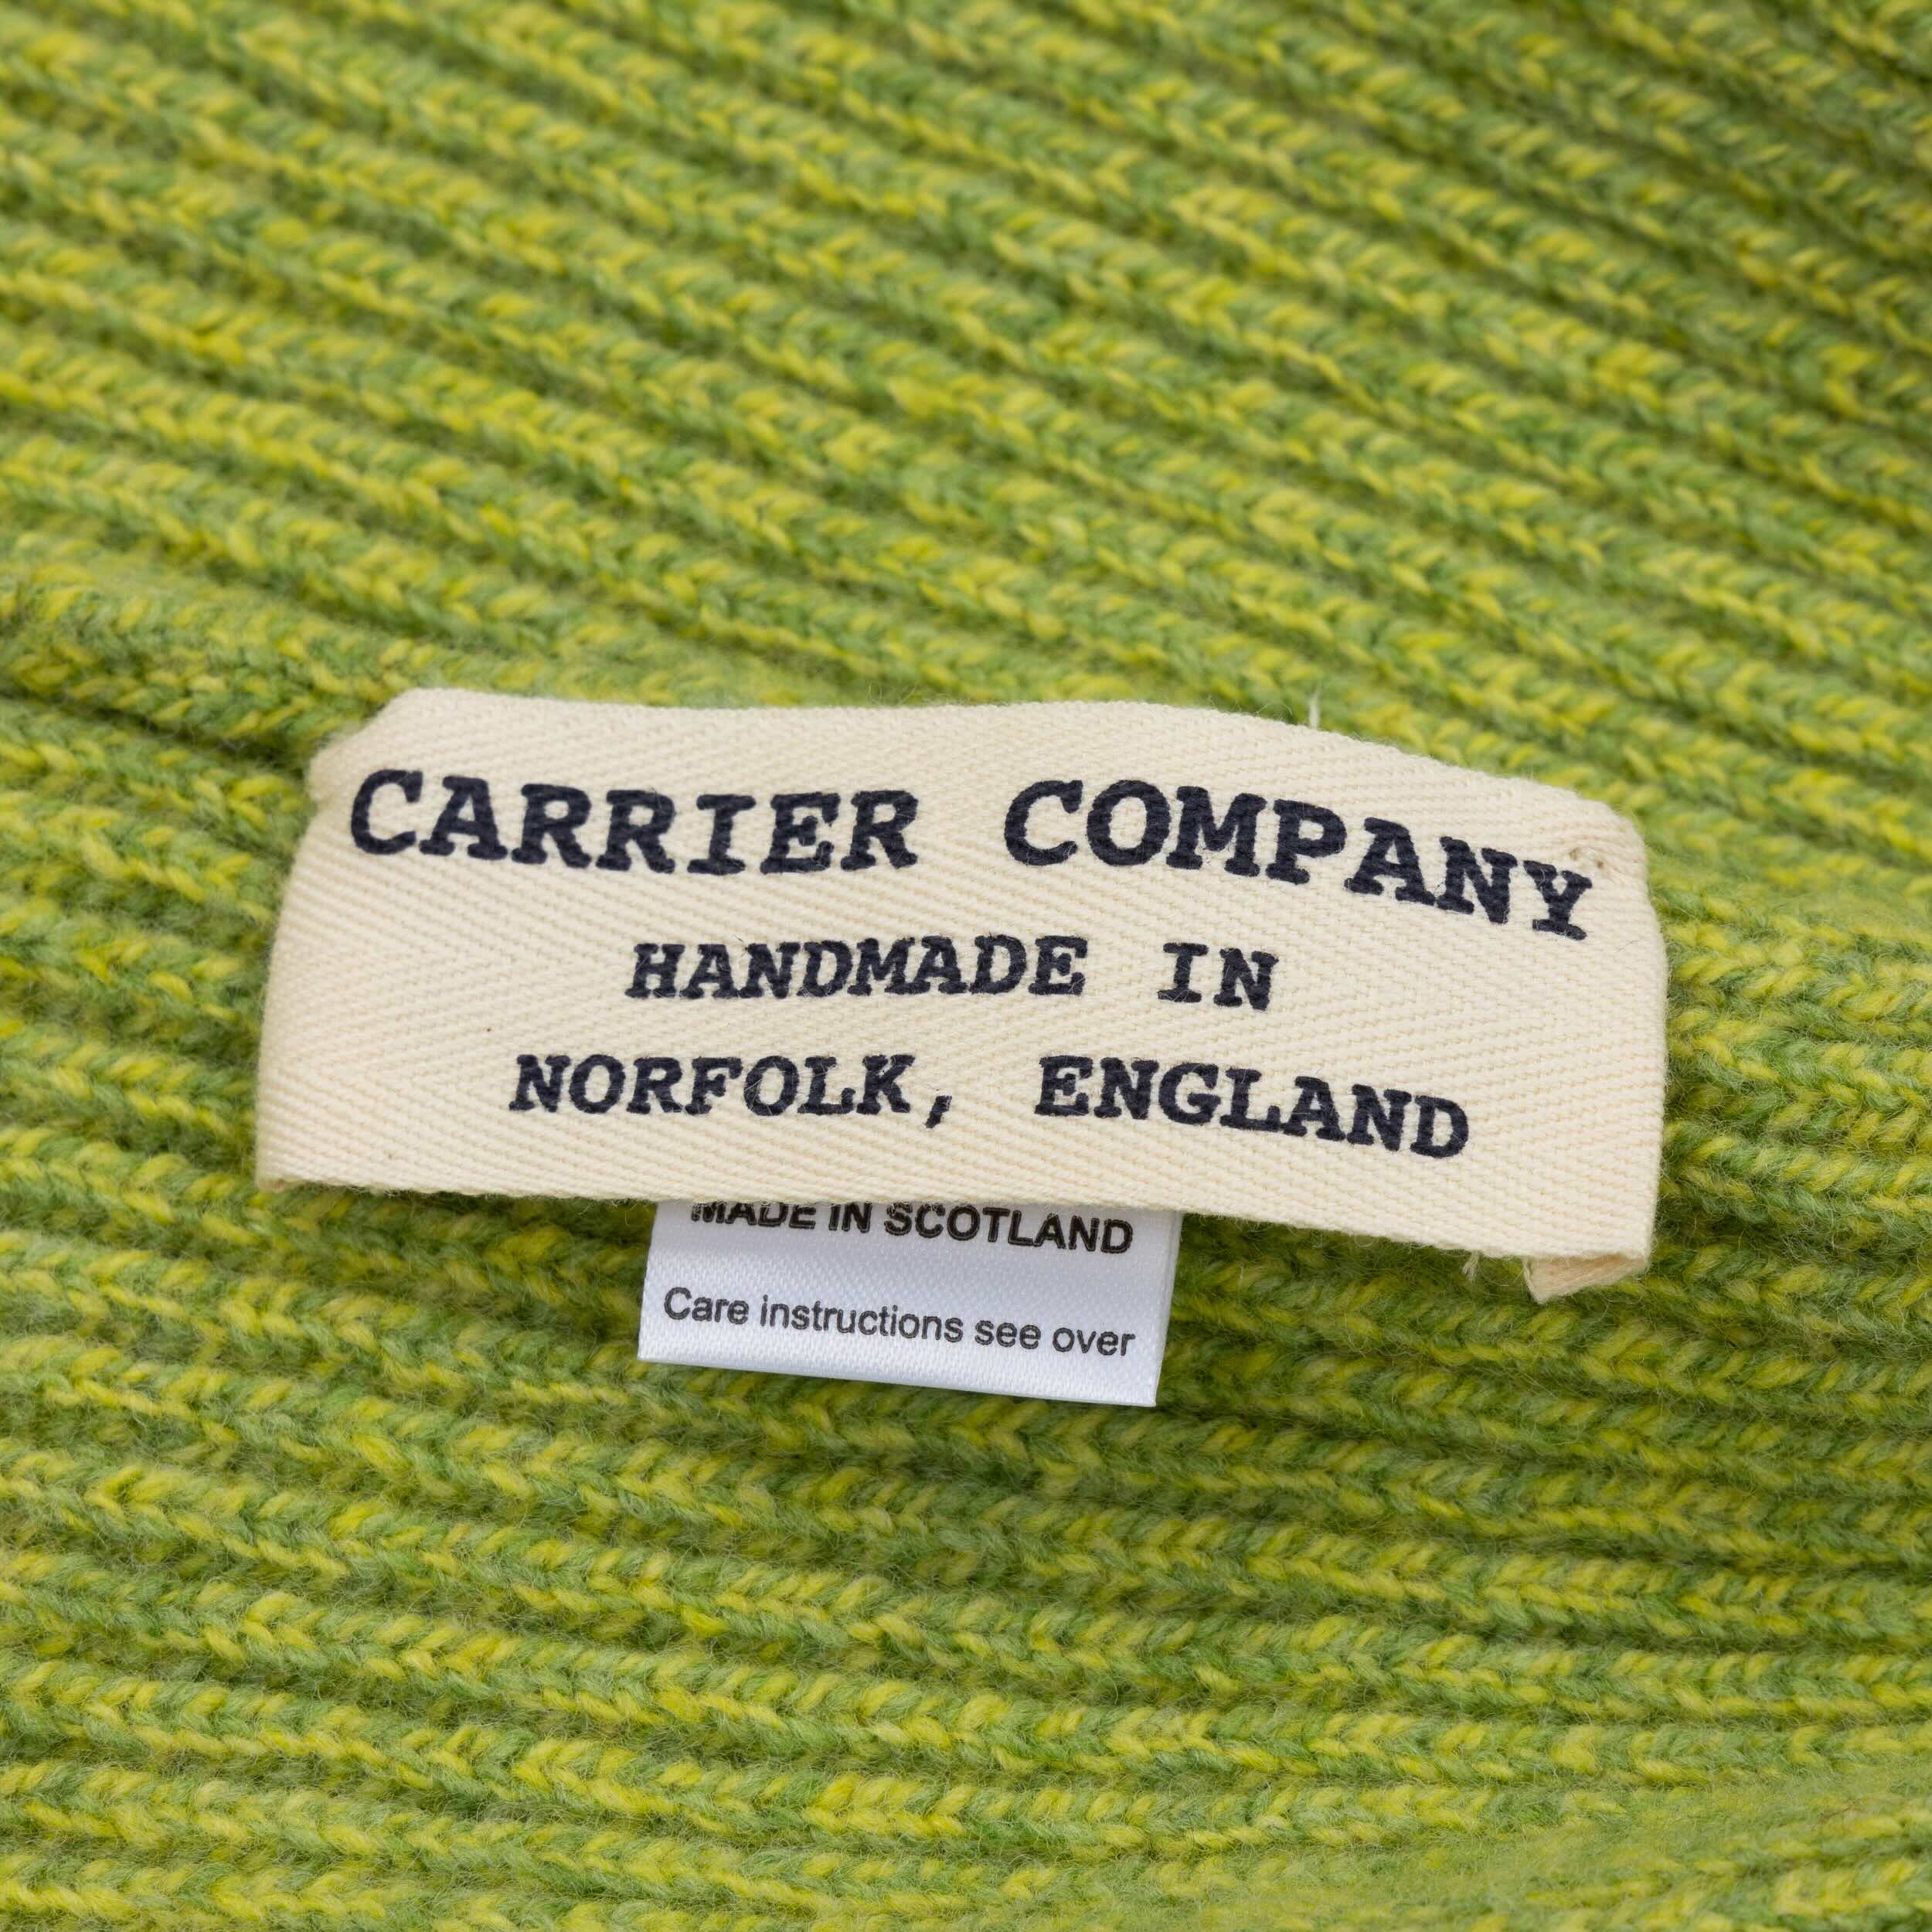 CARRIER COMPANY
HANDMADE IN
NORFOLK, ENGLAND
MADE IN SCOTLAND
Care instructions see over